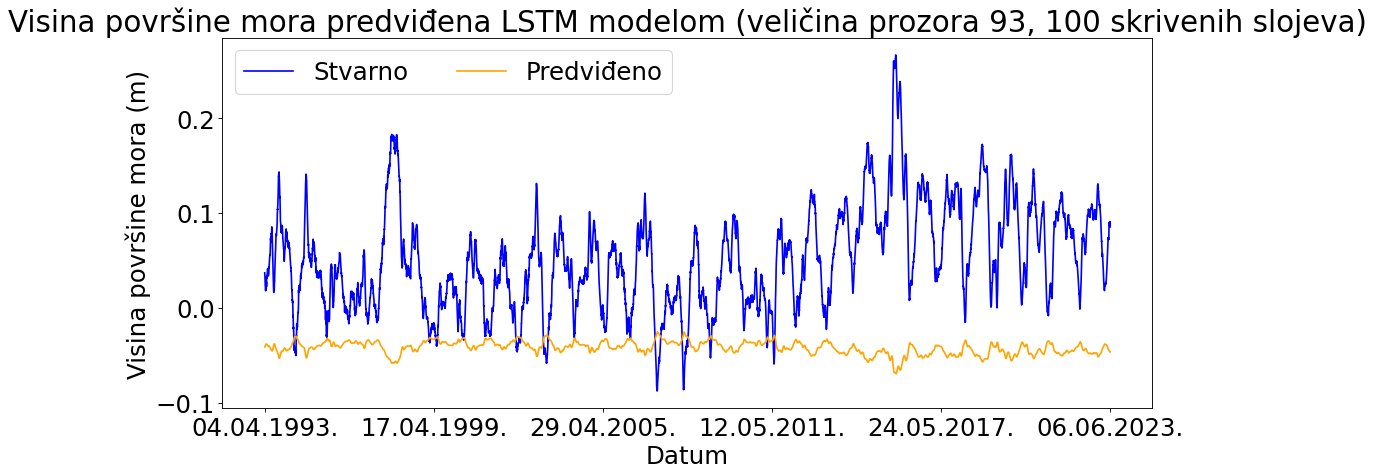 Visina površine mora predviđena LSTM modelom (veličina prozora 93, 100 skrivenih slojeva)
Stvarno
Predviđeno
Visina površine mora (m)
0.2
0.1
0.0
−0.1
04.04.1993.
17.04.1999.
29.04.2005.
12.05.2011.
24.05.2017.
06.06.2023.
Datum